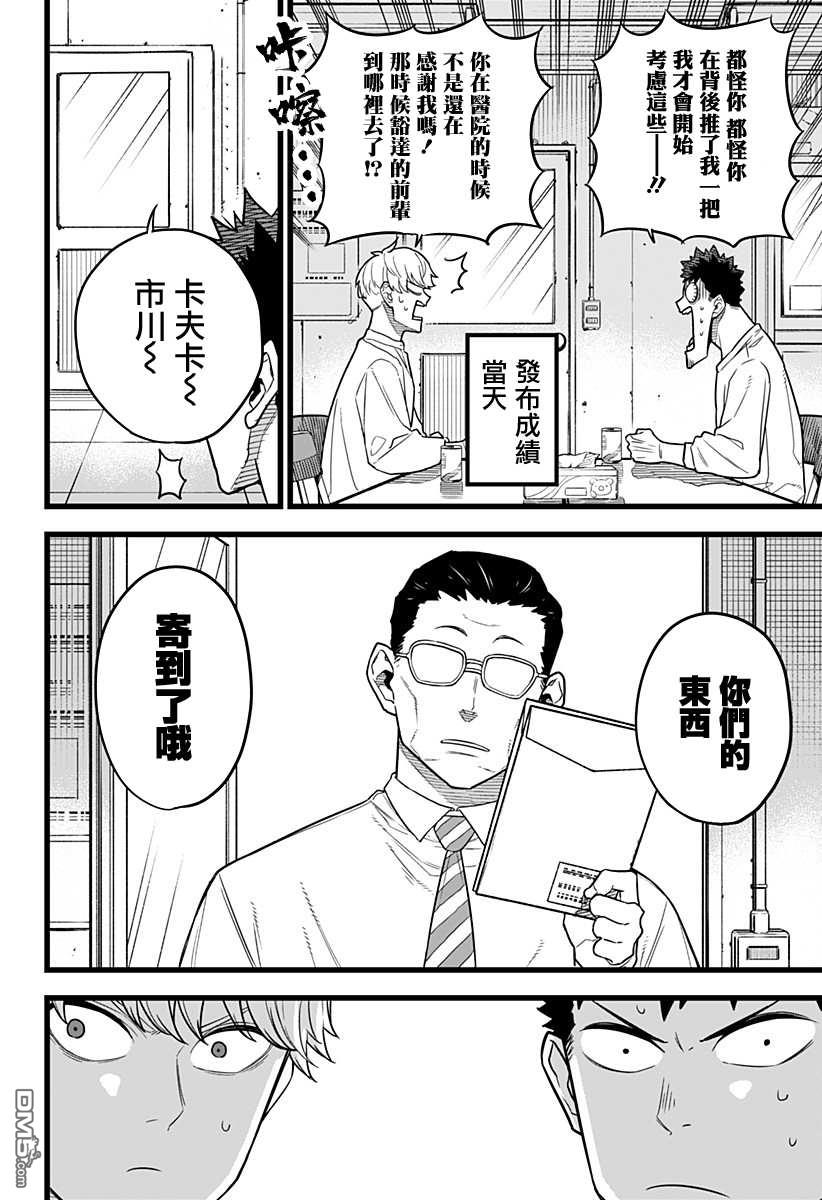 都怪你 都怪你
在背後推了我一把
我才會開始
考慮這些——!!
你在醫院的時候
不是還在
感謝我嗎!
那時候豁達的前輩
到哪裡去了!?
發布成績
當天
咔嚓
卡夫卡~
市川~
你們的
東西
寄到了哦
DM5.com